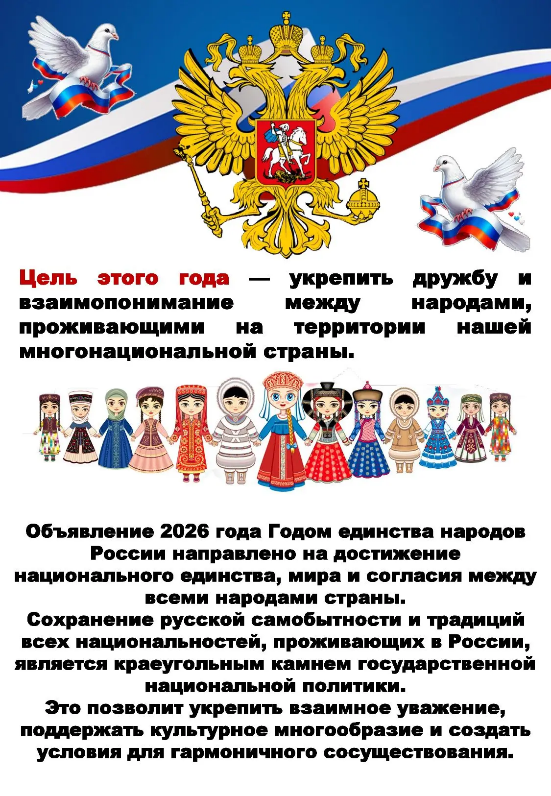 Цель этого года — укрепить дружбу и
взаимопонимание между народами,
проживающими на территории нашей
многонациональной страны.
Объявление 2026 года Годом единства народов
России направлено на достижение
национального единства, мира и согласия между
всеми народами страны.
Сохранение русской самобытности и традиций
всех национальностей, проживающих в России,
является краеугольным камнем государственной
национальной политики.
Это позволит укрепить взаимное уважение,
поддержать культурное многообразие и создать
условия для гармоничного сосуществования.